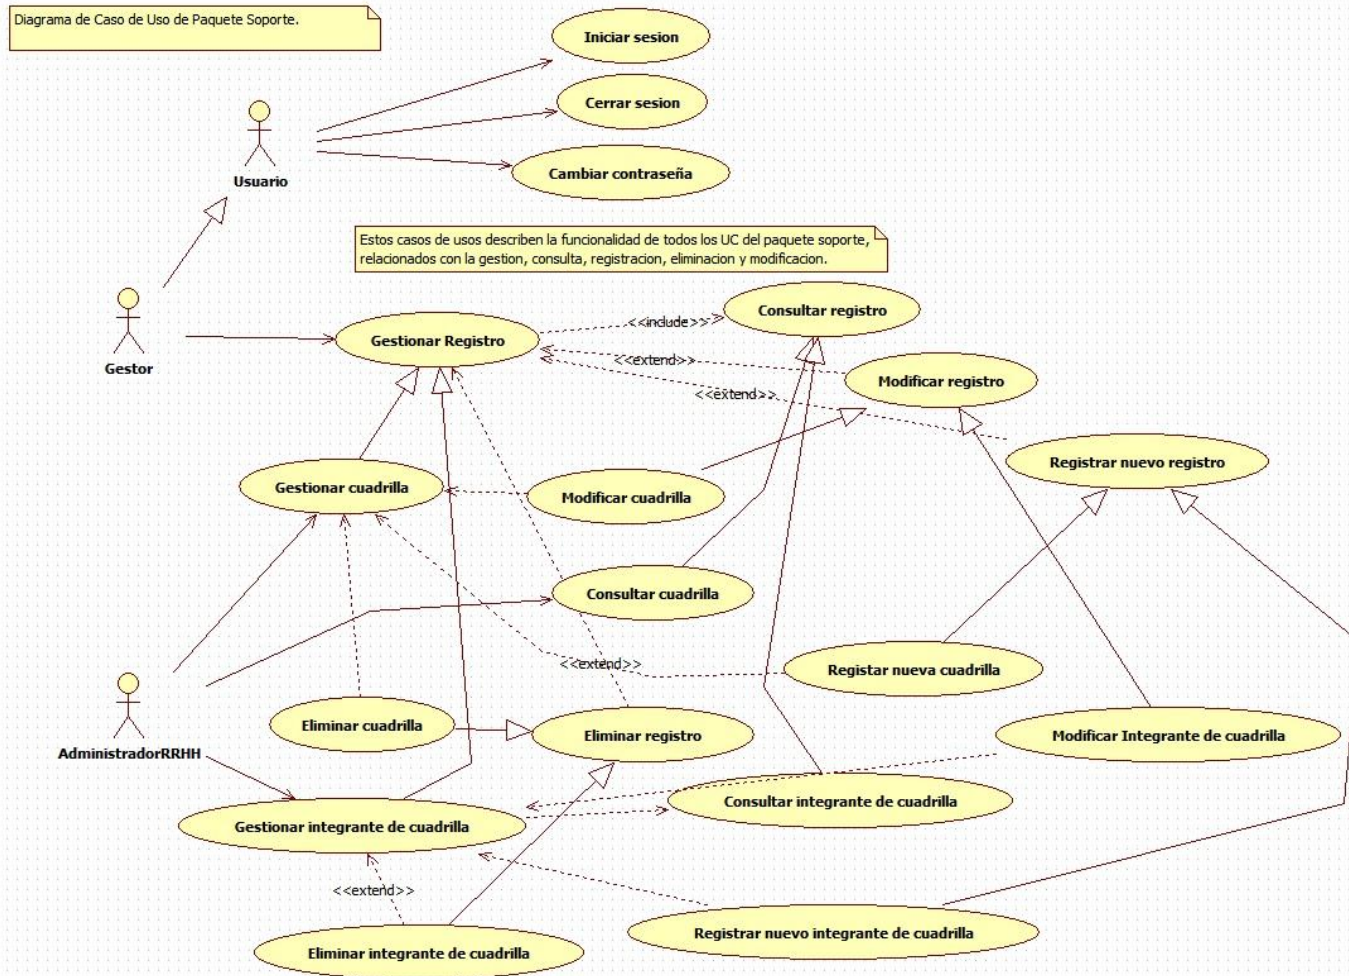 Diagrama de Caso de Uso de Paquete Soporte.
Iniciar sesion
Cerrar sesion
Cambiar contraseña
Usuario
Estos casos de usos describen la funcionalidad de todos los UC del paquete soporte,
relacionados con la gestion, consulta, registracion, eliminacion y modificacion.
Consultar registro
<<include>>
Gestionar Registro
Gestor
<<extend>>
Modificar registro
<<extend>>
Registrar nuevo registro
Gestionar cuadrilla
Modificar cuadrilla
Consultar cuadrilla
<<extend>>
Registar nueva cuadrilla
Eliminar cuadrilla
Eliminar registro
Modificar Integrante de cuadrilla
AdministradorRRHH
Consultar integrante de cuadrilla
Gestionar integrante de cuadrilla
<<extend>>
Registrar nuevo integrante de cuadrilla
Eliminar integrante de cuadrilla